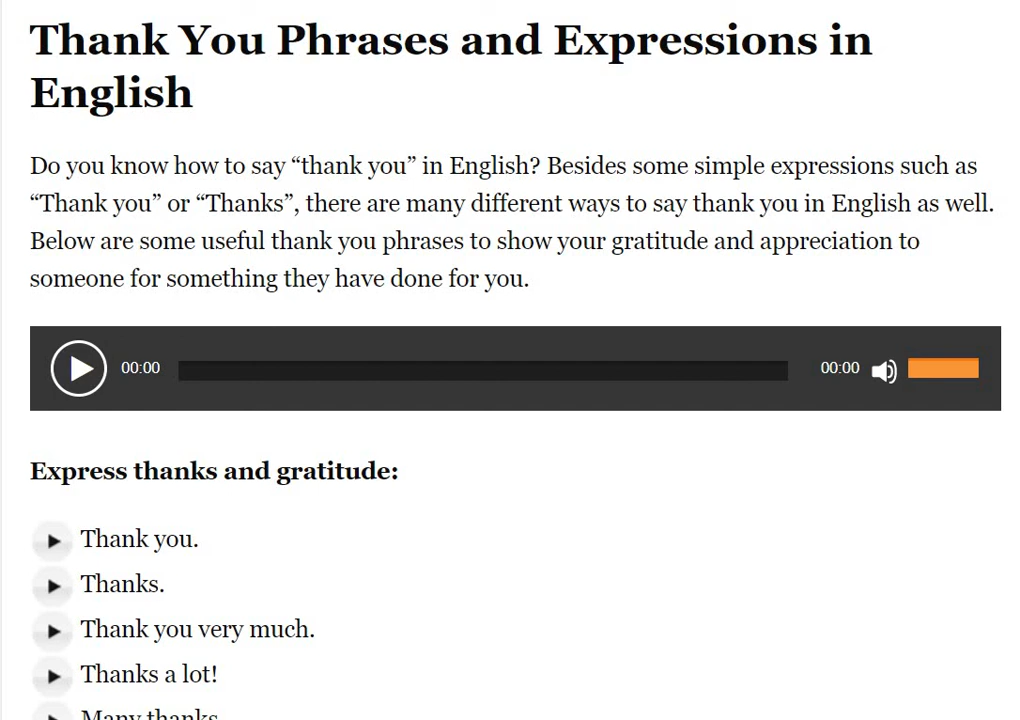 Thank You Phrases and Expressions in
English
Do you know how to say “thank you” in English? Besides some simple expressions such as
“Thank you” or “Thanks”, there are many different ways to say thank you in English as well.
Below are some useful thank you phrases to show your gratitude and appreciation to
someone for something they have done for you.
00:00 00:00
Express thanks and gratitude:
Thank you.
Thanks.
Thank you very much.
Thanks a lot!
Many thanks